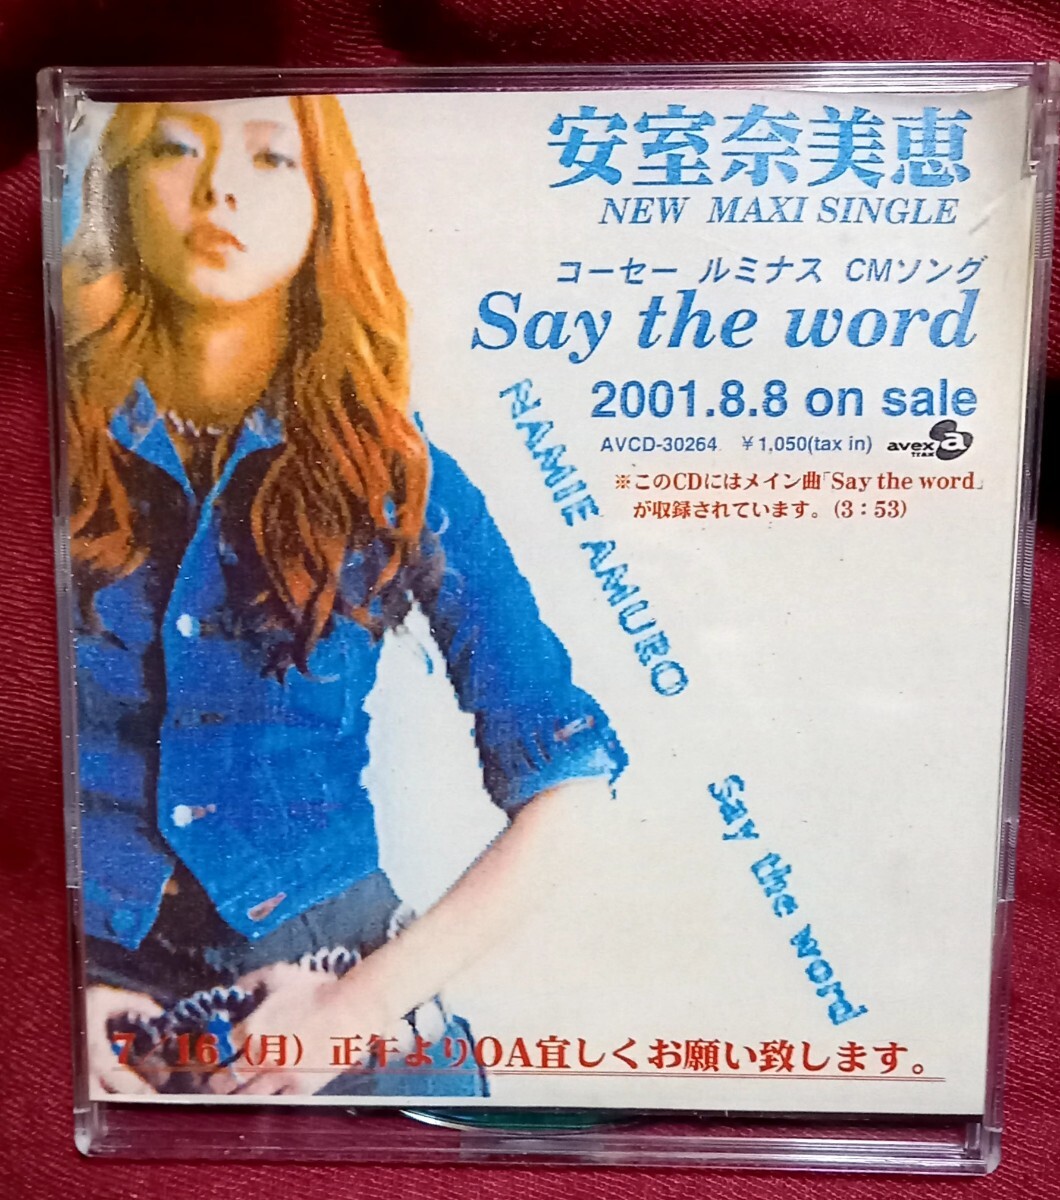 安室奈美恵
NEW MAXI SINGLE
コーセー ルミナス CMソング
Say the word
2001.8.8 on sale
AVCD-30264 ¥1,050(tax in) avex trax a
※このCDにはメイン曲「Say the word」
が収録されています。(3:53)
NAMIE AMURO
Say the word
7/16(月)正午よりOA宜しくお願い致します。